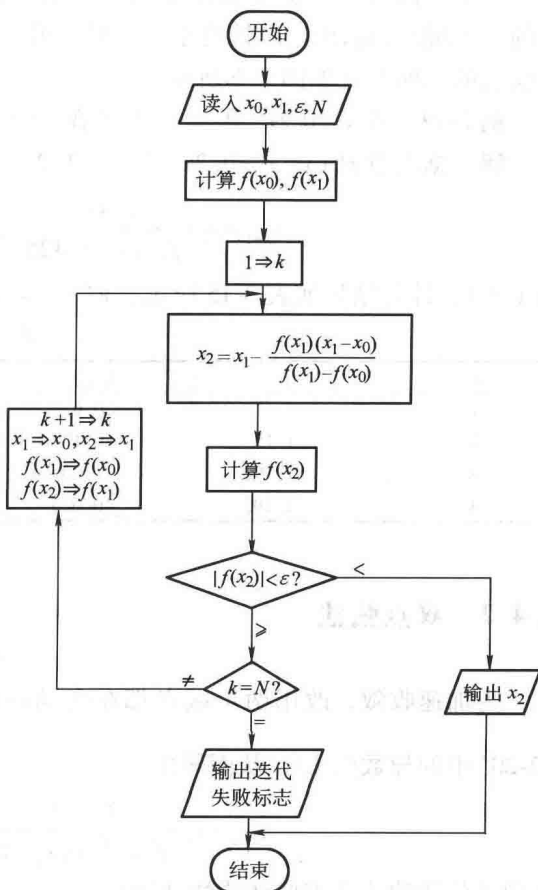 开始
读入 x₀, x₁, ε, N
计算 f(x₀), f(x₁)
1⇒k
x₂ = x₁ - f(x₁)(x₁-x₀) / f(x₁)-f(x₀)
k+1⇒k
x₁⇒x₀, x₂⇒x₁
f(x₁)⇒f(x₀)
f(x₂)⇒f(x₁)
计算 f(x₂)
|f(x₂)|<ε?
<
⩾
≠
k=N?
=
输出 x₂
输出迭代
失败标志
结束